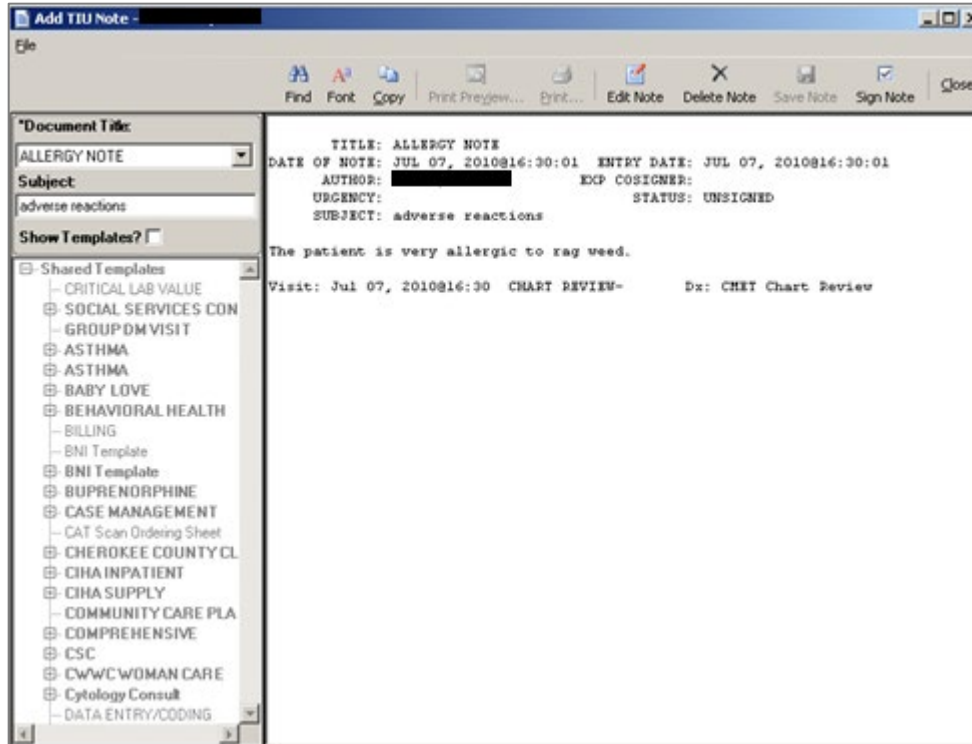 Add TIU Note -
File
Find Font Copy Print Preview... Print... Edit Note Delete Note Save Note Sign Note Close
*Document Title:
ALLERGY NOTE
Subject:
adverse reactions
Show Templates?
Shared Templates
CRITICAL LAB VALUE
SOCIAL SERVICES CON
GROUP DM VISIT
ASTHMA
ASTHMA
BABY LOVE
BEHAVIORAL HEALTH
BILLING
BNI Template
BNI Template
BUPRENORPHINE
CASE MANAGEMENT
CAT Scan Ordering Sheet
CHEROKEE COUNTY CL
CIHA INPATIENT
CIHA SUPPLY
COMMUNITY CARE PLA
COMPREHENSIVE
CSC
CWWC WOMAN CARE
Cytology Consult
DATA ENTRY/CODING
TITLE: ALLERGY NOTE
DATE OF NOTE: JUL 07, 2010@16:30:01 ENTRY DATE: JUL 07, 2010@16:30:01
AUTHOR: EXP COSIGNER:
URGENCY: STATUS: UNSIGNED
SUBJECT: adverse reactions
The patient is very allergic to rag weed.
Visit: Jul 07, 2010@16:30 CHART REVIEW- Dx: CMET Chart Review